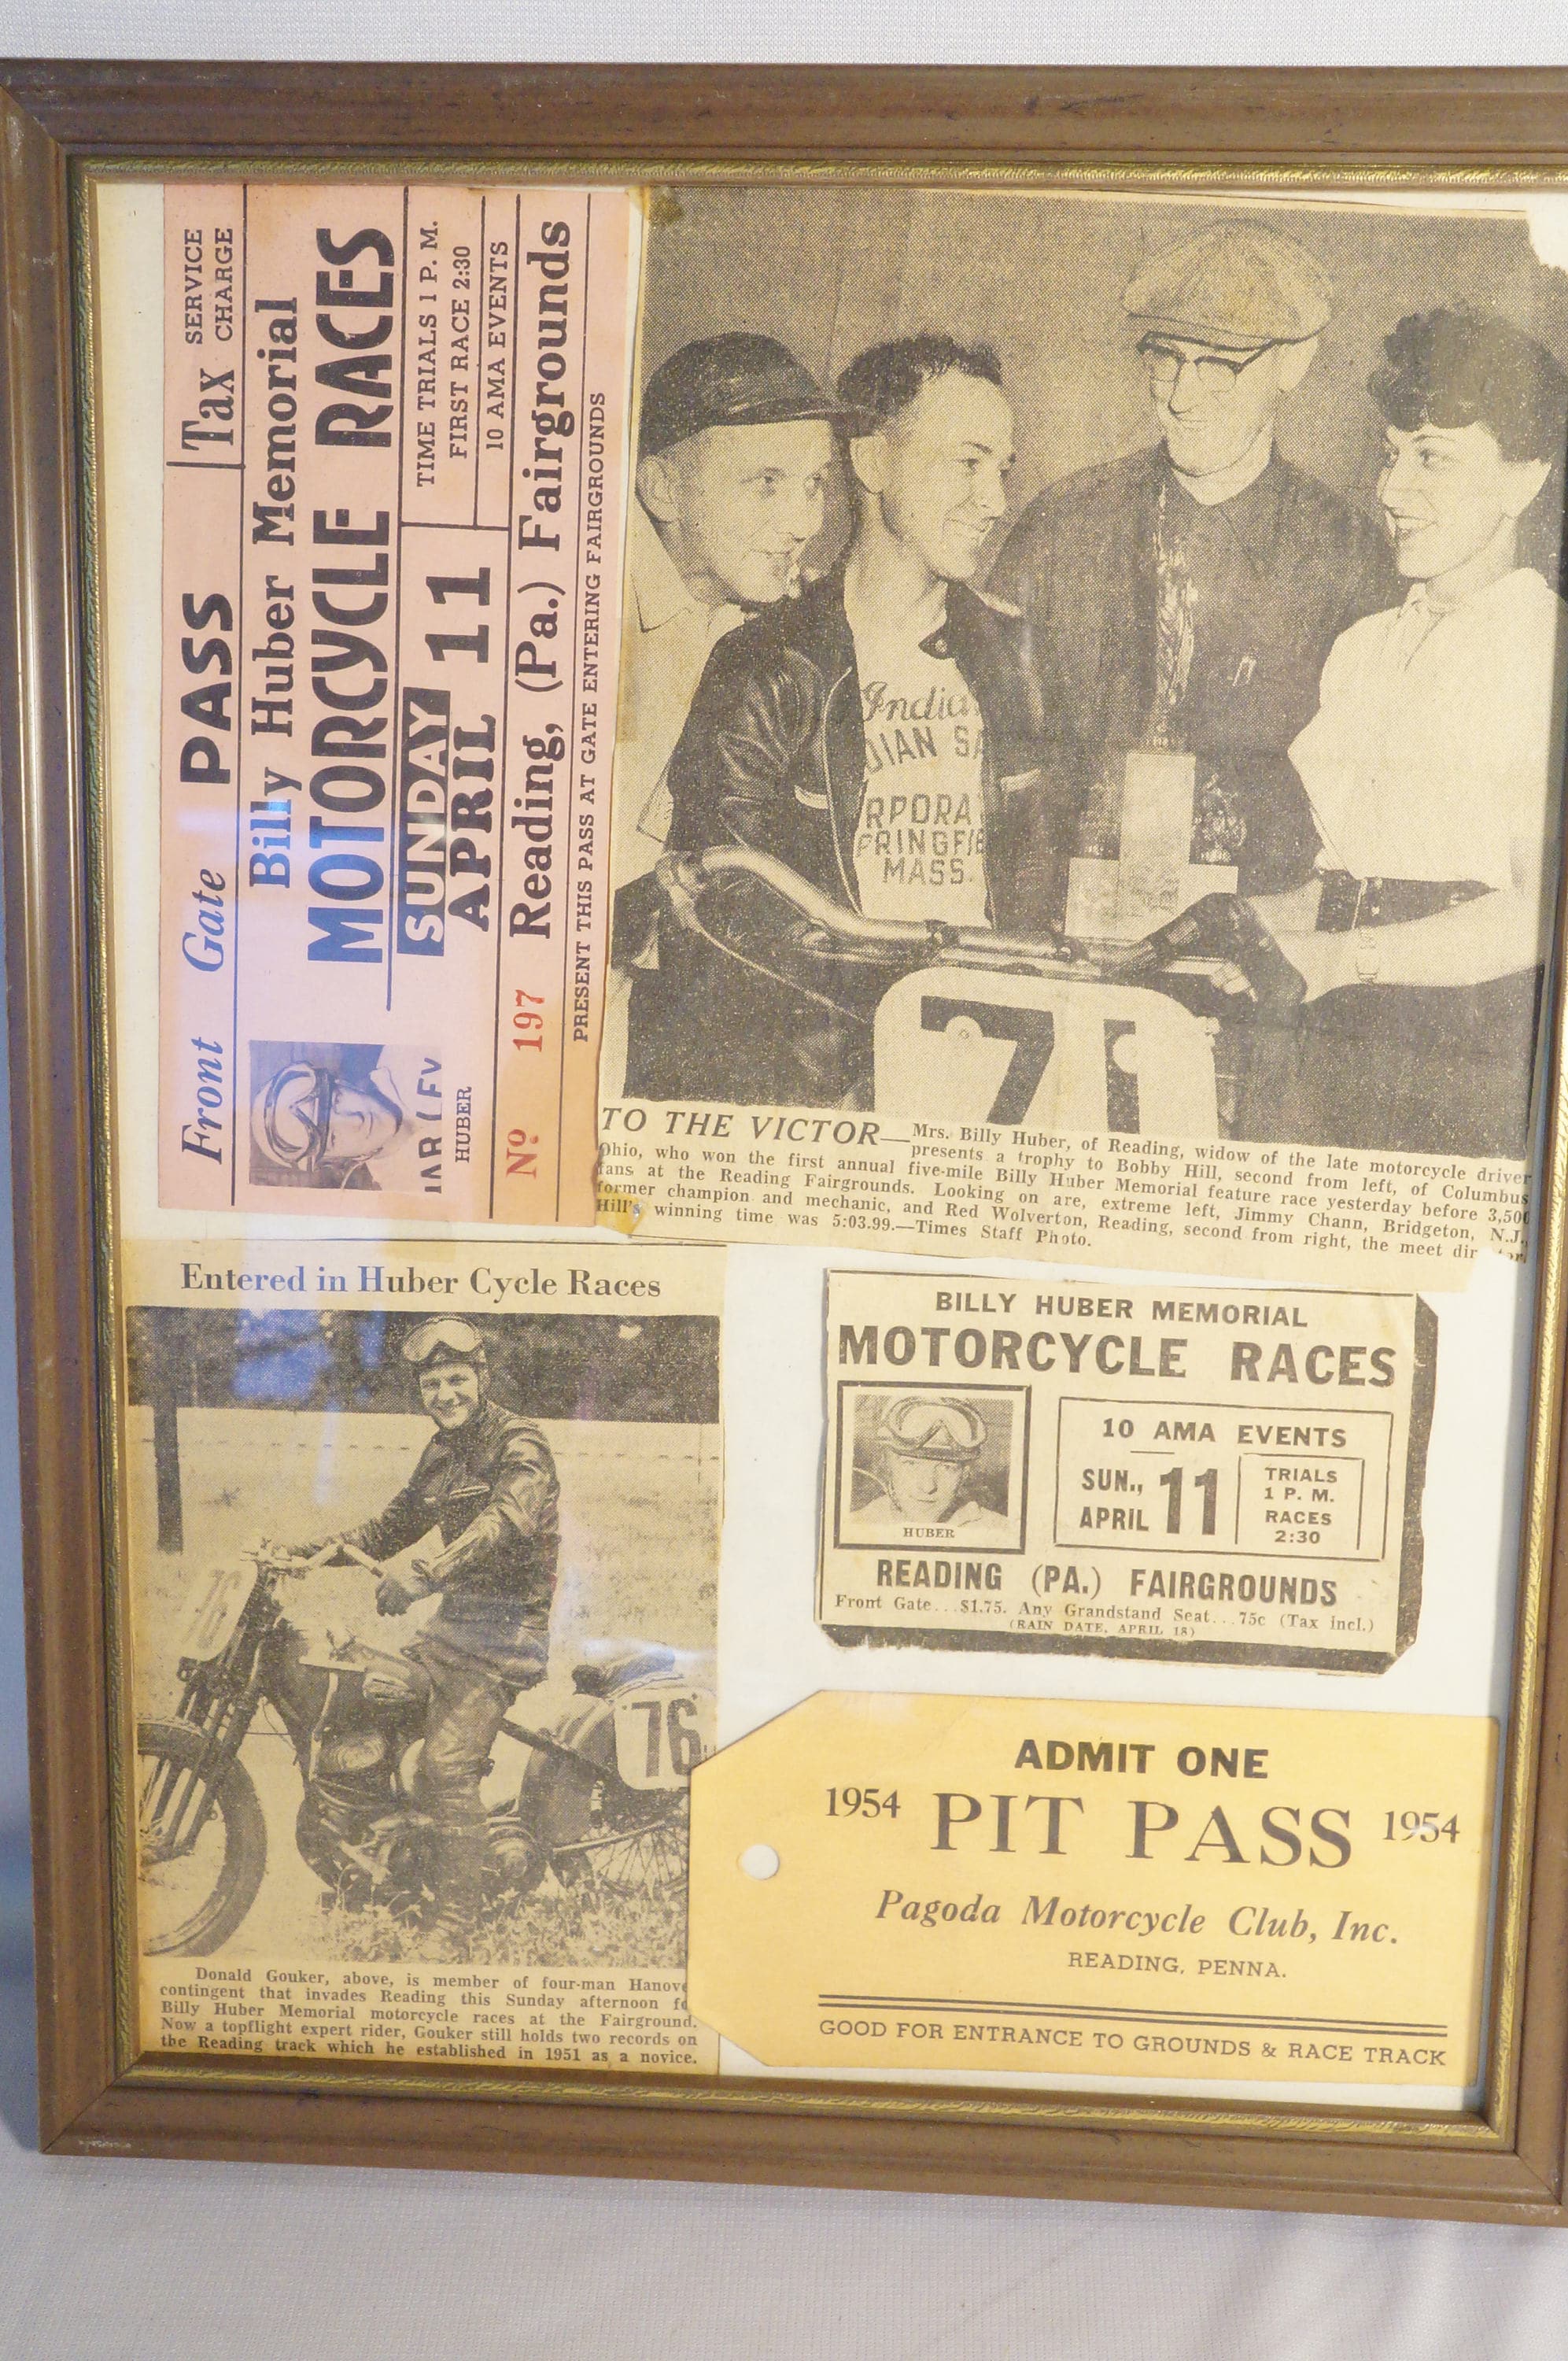 Front Gate PASS Tax SERVICE CHARGE
Billy Huber Memorial
MOTORCYCLE RACES
SUNDAY
APRIL 11
TIME TRIALS 1 P. M.
FIRST RACE 2:30
10 AMA EVENTS
HUBER
Nº 197 Reading, (Pa.) Fairgrounds
PRESENT THIS PASS AT GATE ENTERING FAIRGROUNDS
India
DIAN SA
RPORA
PRINGFIE
MASS.
71
TO THE VICTOR—Mrs. Billy Huber, of Reading, widow of the late motorcycle driver
presents a trophy to Bobby Hill, second from left, of Columbus
Ohio, who won the first annual five-mile Billy Huber Memorial feature race yesterday before 3,500
fans at the Reading Fairgrounds. Looking on are, extreme left, Jimmy Chann, Bridgeton, N.J.,
former champion and mechanic, and Red Wolverton, Reading, second from right, the meet dir
Hill's winning time was 5:03.99.—Times Staff Photo.
Entered in Huber Cycle Races
76
76
Donald Gouker, above, is member of four-man Hanove
contingent that invades Reading this Sunday afternoon fo
Billy Huber Memorial motorcycle races at the Fairground.
Now a topflight expert rider, Gouker still holds two records on
the Reading track which he established in 1951 as a novice.
BILLY HUBER MEMORIAL
MOTORCYCLE RACES
HUBER
10 AMA EVENTS
SUN., APRIL 11
TRIALS
1 P. M.
RACES
2:30
READING (PA.) FAIRGROUNDS
Front Gate...$1.75. Any Grandstand Seat...75c (Tax incl.)
(RAIN DATE, APRIL 18)
ADMIT ONE
1954 PIT PASS 1954
Pagoda Motorcycle Club, Inc.
READING, PENNA.
GOOD FOR ENTRANCE TO GROUNDS & RACE TRACK